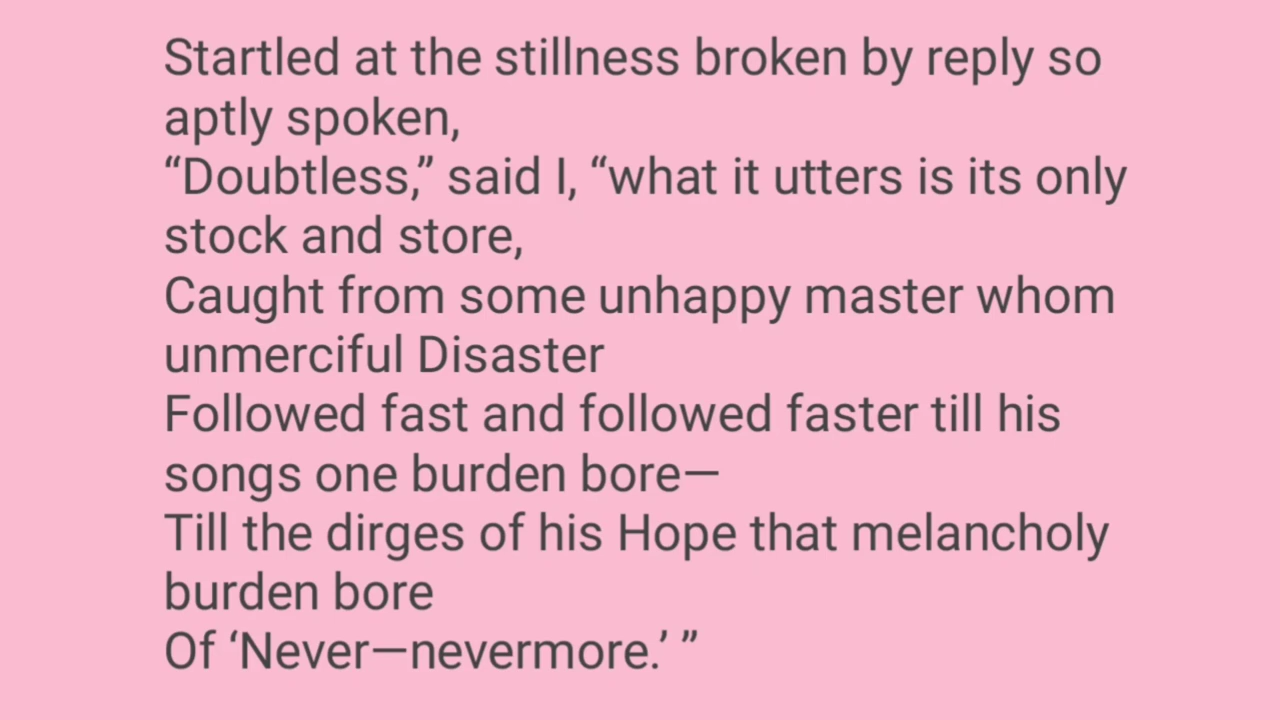 Startled at the stillness broken by reply so
aptly spoken,
“Doubtless,” said I, “what it utters is its only
stock and store,
Caught from some unhappy master whom
unmerciful Disaster
Followed fast and followed faster till his
songs one burden bore—
Till the dirges of his Hope that melancholy
burden bore
Of ‘Never—nevermore.’ ”